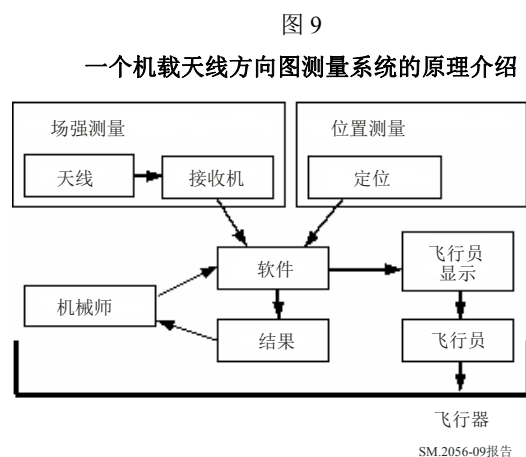 图 9
一个机载天线方向图测量系统的原理介绍
场强测量
位置测量
天线
接收机
定位
软件
飞行员
显示
机械师
结果
飞行员
飞行器
SM.2056-09报告